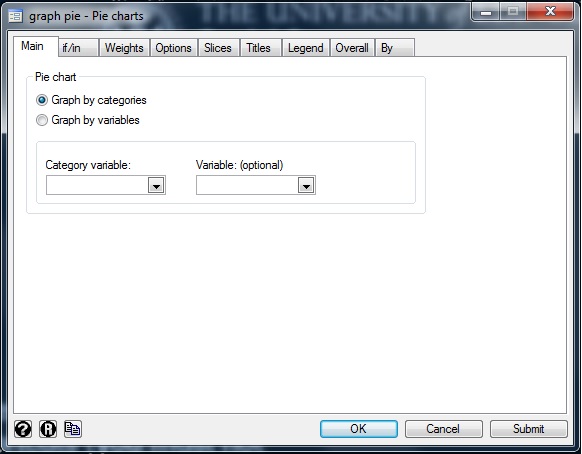 THE UNIVERSITY
graph pie - Pie charts
Main if/in Weights Options Slices Titles Legend Overall By
Pie chart
Graph by categories
Graph by variables
Category variable: Variable: (optional)
? R
OK Cancel Submit